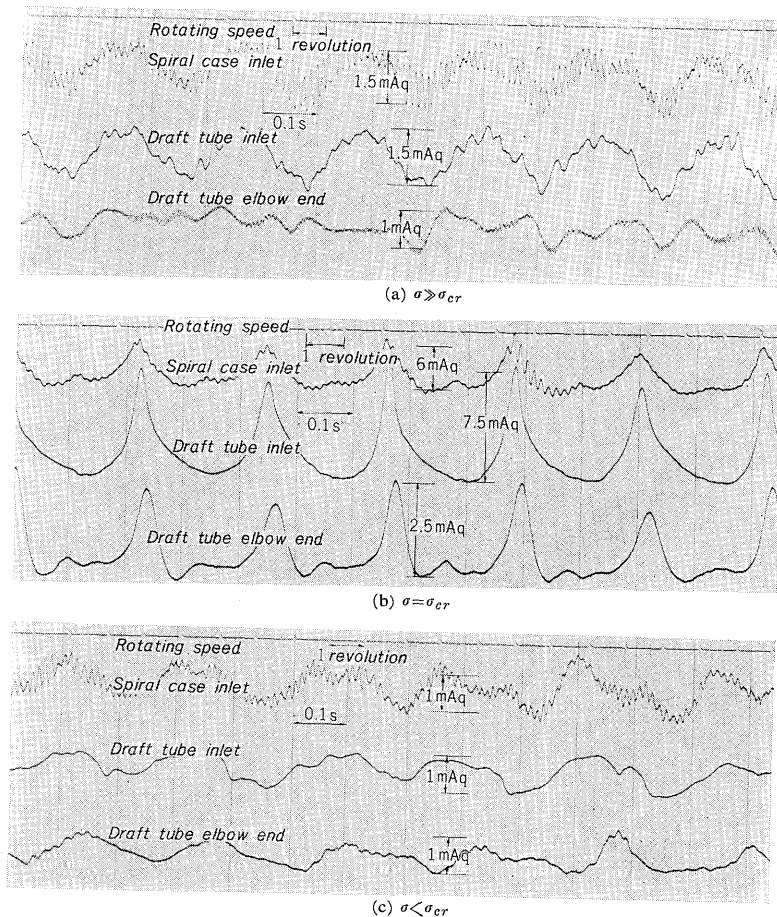 Rotating speed
1 revolution
Spiral case inlet
1.5mAq
0.1s
Draft tube inlet
1.5mAq
Draft tube elbow end
1mAq
(a) σ≫σcr
Rotating speed
1 revolution
Spiral case inlet
6mAq
0.1s
7.5mAq
Draft tube inlet
2.5mAq
Draft tube elbow end
(b) σ=σcr
Rotating speed
1 revolution
Spiral case inlet
1mAq
0.1s
Draft tube inlet
1mAq
Draft tube elbow end
1mAq
(c) σ<σcr